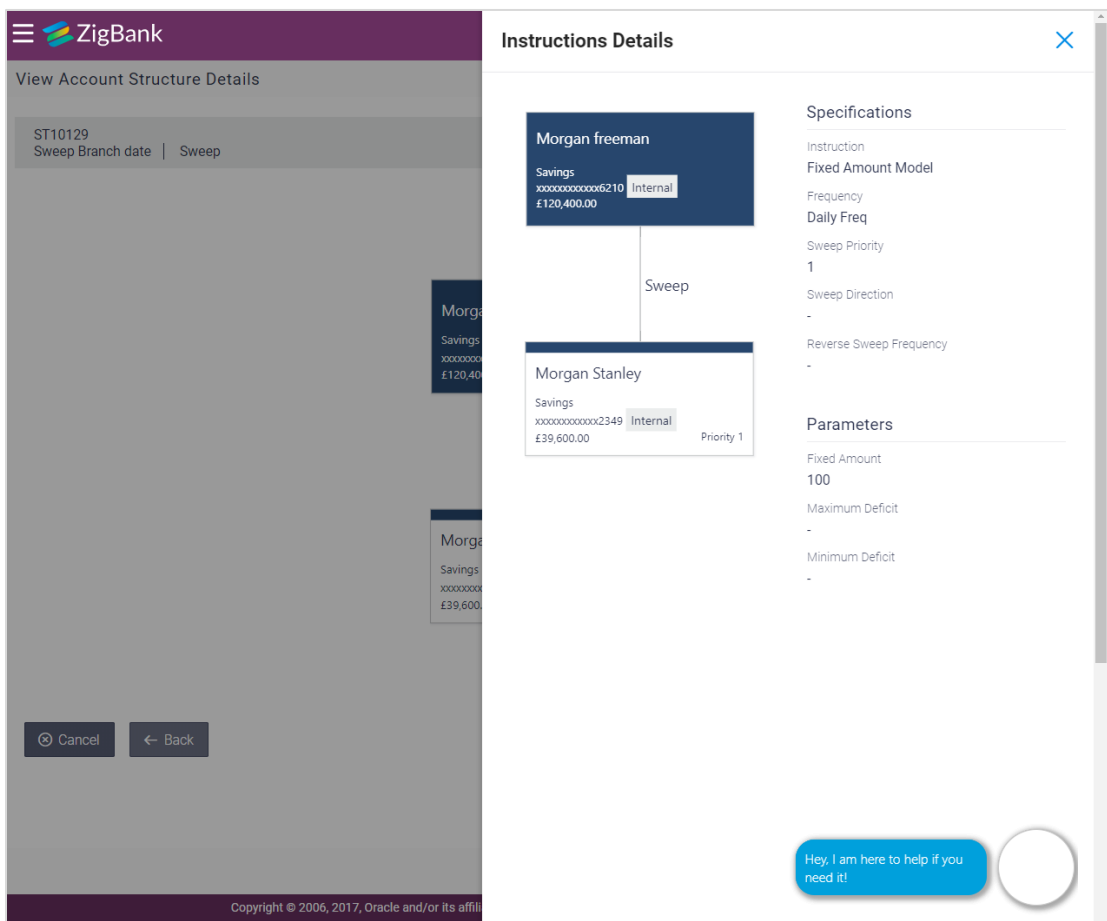 ZigBank
View Account Structure Details
ST10129
Sweep Branch date | Sweep
Morga
Savings
£120,40
Morga
Savings
£39,600.
Cancel
Back
Copyright © 2006, 2017, Oracle and/or its affili
Instructions Details
Morgan freeman
Savings
xxxxxxxxxxxx6210 Internal
£120,400.00
Sweep
Morgan Stanley
Savings
xxxxxxxxxxxx2349 Internal
£39,600.00 Priority 1
Specifications
Instruction
Fixed Amount Model
Frequency
Daily Freq
Sweep Priority
1
Sweep Direction
-
Reverse Sweep Frequency
-
Parameters
Fixed Amount
100
Maximum Deficit
-
Minimum Deficit
-
Hey, I am here to help if you
need it!